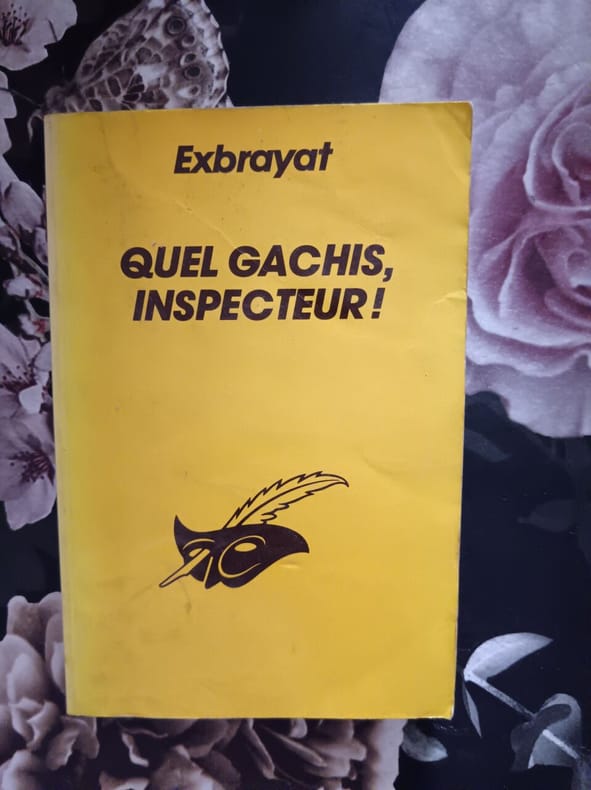 Exbrayat
QUEL GACHIS,
INSPECTEUR!